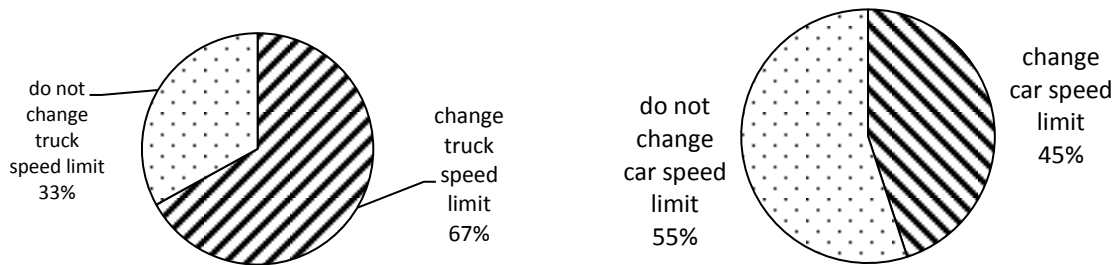 do not
change
truck
speed limit
33%
change
truck
speed
limit
67%
do not
change
car speed
limit
55%
change
car speed
limit
45%